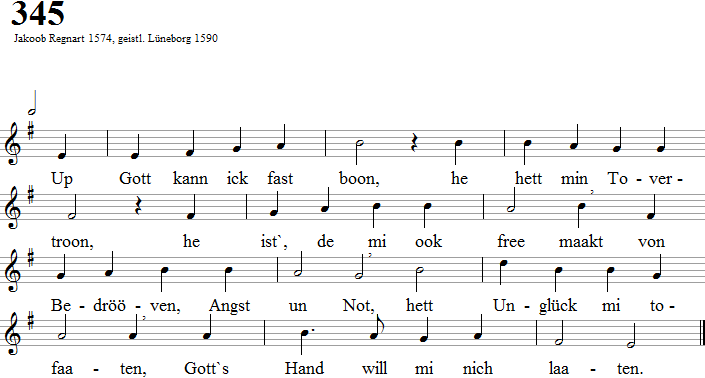 345
Jakoob Regnart 1574, geistl. Lüneborg 1590
Up Gott kann ick fast boon, he hett min To - ver -
troon, he ist`, de mi ook free maakt von
Be - dröö - ven, Angst un Not, hett Un - glück mi to -
faa - ten, Gott`s Hand will mi nich laa - ten.